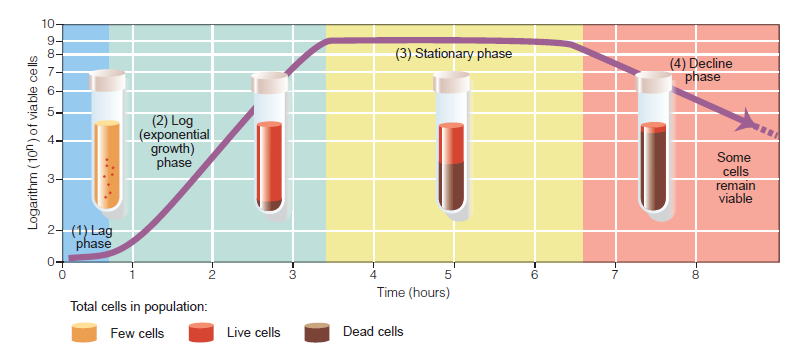 Logarithm (10ⁿ) of viable cells
10
9
8
7
6
5
4
3
2
0
(1) Lag
phase
(2) Log
(exponential
growth)
phase
(3) Stationary phase
(4) Decline
phase
Some
cells
remain
viable
0 1 2 3 4 5 6 7 8
Time (hours)
Total cells in population:
Few cells Live cells Dead cells